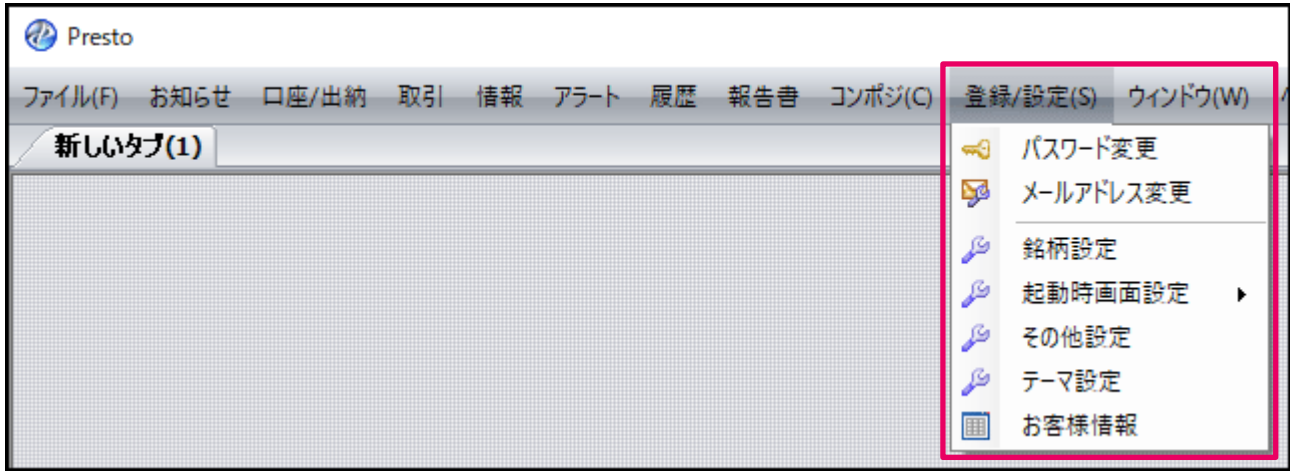 Presto
ファイル(F) お知らせ 口座/出納 取引 情報 アラート 履歴 報告書 コンポジ(C) 登録/設定(S) ウィンドウ(W)
新しいタブ(1)
パスワード変更
メールアドレス変更
銘柄設定
起動時画面設定
その他設定
テーマ設定
お客様情報